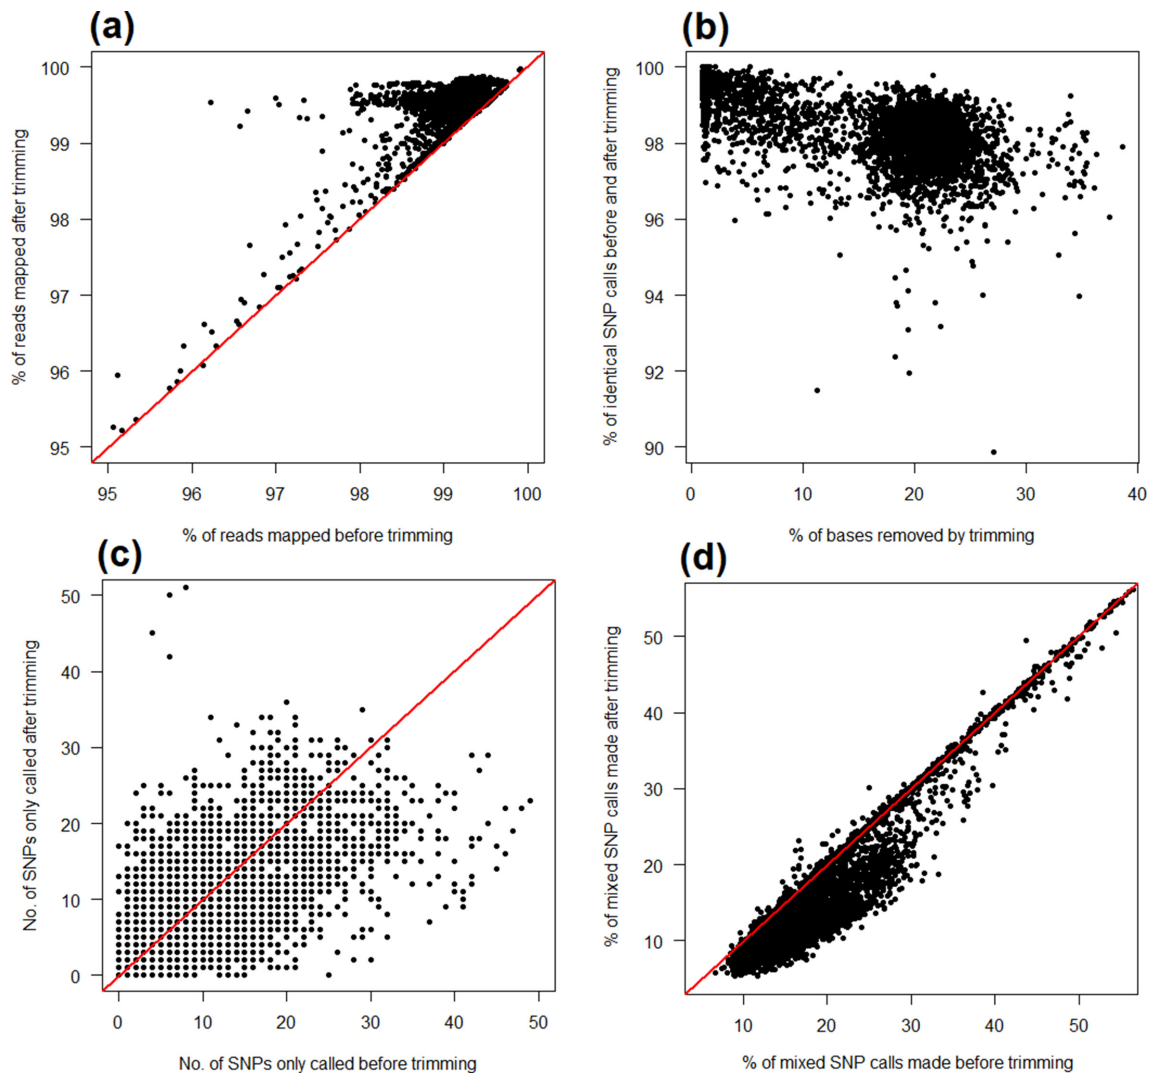 (a)
% of reads mapped after trimming
100
99
98
97
96
95
95 96 97 98 99 100
% of reads mapped before trimming
(b)
% of identical SNP calls before and after trimming
100
98
96
94
92
90
0 10 20 30 40
% of bases removed by trimming
(c)
No. of SNPs only called after trimming
50
40
30
20
10
0
0 10 20 30 40 50
No. of SNPs only called before trimming
(d)
% of mixed SNP calls made after trimming
50
40
30
20
10
10 20 30 40 50
% of mixed SNP calls made before trimming